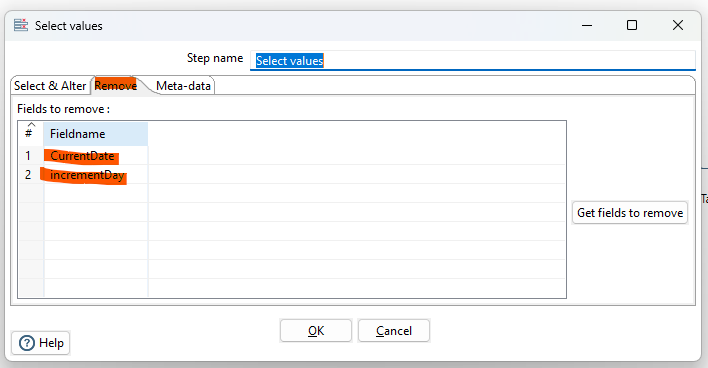 Select values
Step name Select values
Select & Alter Remove Meta-data
Fields to remove :
# Fieldname
1 CurrentDate
2 incrementDay
Get fields to remove
OK Cancel
Help